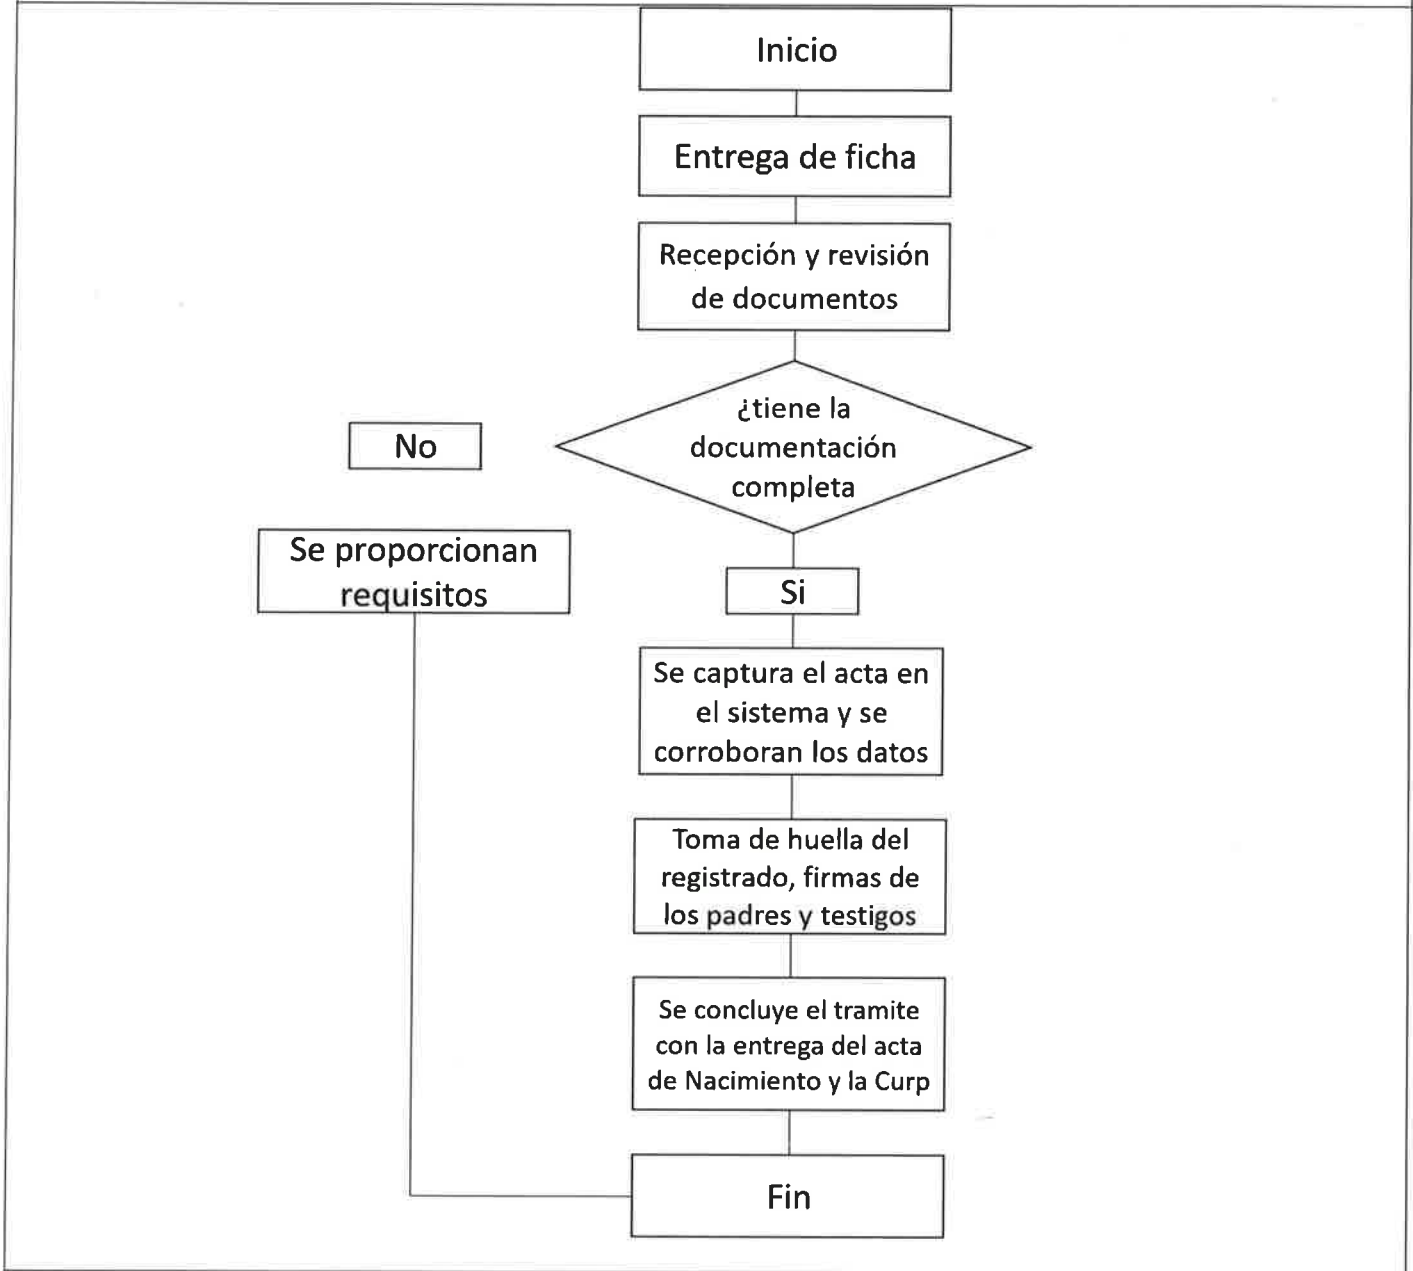 Inicio
Entrega de ficha
Recepción y revisión
de documentos
¿tiene la
documentación
completa
No
Se proporcionan
requisitos
Si
Se captura el acta en
el sistema y se
corroboran los datos
Toma de huella del
registrado, firmas de
los padres y testigos
Se concluye el tramite
con la entrega del acta
de Nacimiento y la Curp
Fin